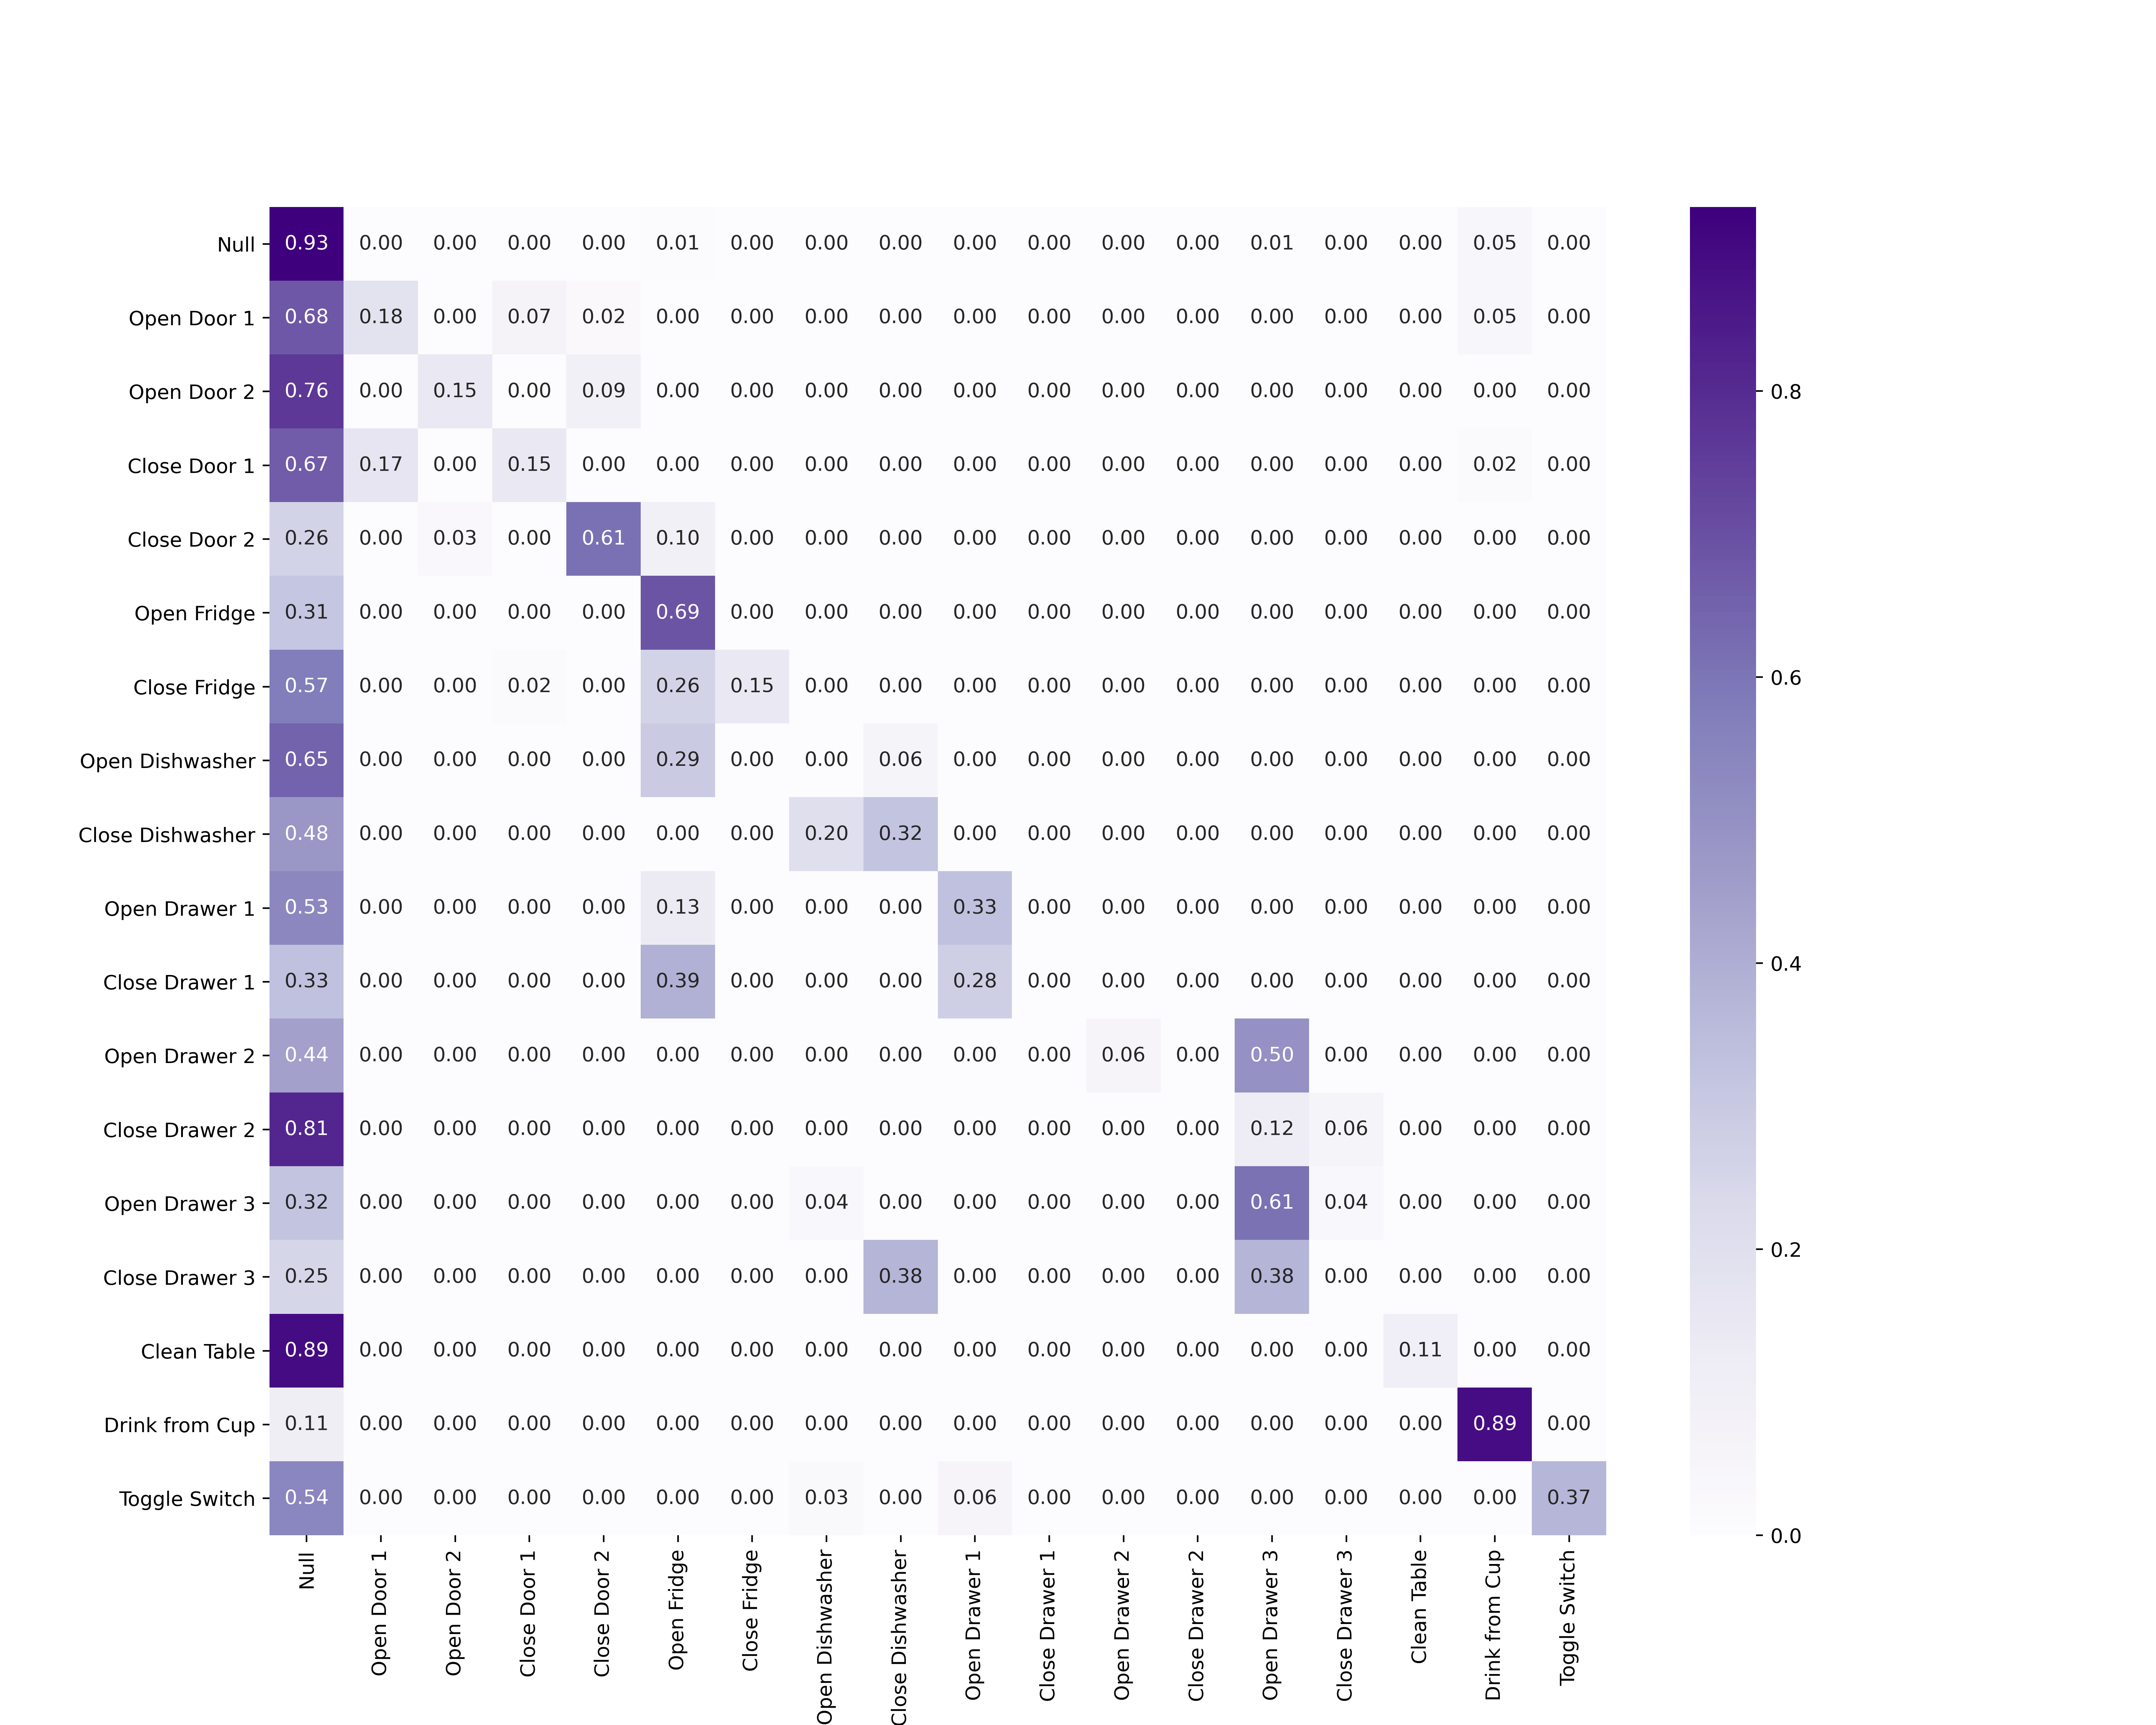 Null 0.93 0.00 0.00 0.00 0.00 0.01 0.00 0.00 0.00 0.00 0.00 0.00 0.00 0.01 0.00 0.00 0.05 0.00
Open Door 1 0.68 0.18 0.00 0.07 0.02 0.00 0.00 0.00 0.00 0.00 0.00 0.00 0.00 0.00 0.00 0.00 0.05 0.00
Open Door 2 0.76 0.00 0.15 0.00 0.09 0.00 0.00 0.00 0.00 0.00 0.00 0.00 0.00 0.00 0.00 0.00 0.00 0.00
0.8
Close Door 1 0.67 0.17 0.00 0.15 0.00 0.00 0.00 0.00 0.00 0.00 0.00 0.00 0.00 0.00 0.00 0.00 0.02 0.00
Close Door 2 0.26 0.00 0.03 0.00 0.61 0.10 0.00 0.00 0.00 0.00 0.00 0.00 0.00 0.00 0.00 0.00 0.00 0.00
Open Fridge 0.31 0.00 0.00 0.00 0.00 0.69 0.00 0.00 0.00 0.00 0.00 0.00 0.00 0.00 0.00 0.00 0.00 0.00
Close Fridge 0.57 0.00 0.00 0.02 0.00 0.26 0.15 0.00 0.00 0.00 0.00 0.00 0.00 0.00 0.00 0.00 0.00 0.00
0.6
Open Dishwasher 0.65 0.00 0.00 0.00 0.00 0.29 0.00 0.00 0.06 0.00 0.00 0.00 0.00 0.00 0.00 0.00 0.00 0.00
Close Dishwasher 0.48 0.00 0.00 0.00 0.00 0.00 0.00 0.20 0.32 0.00 0.00 0.00 0.00 0.00 0.00 0.00 0.00 0.00
Open Drawer 1 0.53 0.00 0.00 0.00 0.00 0.13 0.00 0.00 0.00 0.33 0.00 0.00 0.00 0.00 0.00 0.00 0.00 0.00
0.4
Close Drawer 1 0.33 0.00 0.00 0.00 0.00 0.39 0.00 0.00 0.00 0.28 0.00 0.00 0.00 0.00 0.00 0.00 0.00 0.00
Open Drawer 2 0.44 0.00 0.00 0.00 0.00 0.00 0.00 0.00 0.00 0.00 0.00 0.06 0.00 0.50 0.00 0.00 0.00 0.00
Close Drawer 2 0.81 0.00 0.00 0.00 0.00 0.00 0.00 0.00 0.00 0.00 0.00 0.00 0.00 0.12 0.06 0.00 0.00 0.00
Open Drawer 3 0.32 0.00 0.00 0.00 0.00 0.00 0.00 0.04 0.00 0.00 0.00 0.00 0.00 0.61 0.04 0.00 0.00 0.00
0.2
Close Drawer 3 0.25 0.00 0.00 0.00 0.00 0.00 0.00 0.00 0.38 0.00 0.00 0.00 0.00 0.38 0.00 0.00 0.00 0.00
Clean Table 0.89 0.00 0.00 0.00 0.00 0.00 0.00 0.00 0.00 0.00 0.00 0.00 0.00 0.00 0.00 0.11 0.00 0.00
Drink from Cup 0.11 0.00 0.00 0.00 0.00 0.00 0.00 0.00 0.00 0.00 0.00 0.00 0.00 0.00 0.00 0.00 0.89 0.00
Toggle Switch 0.54 0.00 0.00 0.00 0.00 0.00 0.00 0.03 0.00 0.06 0.00 0.00 0.00 0.00 0.00 0.00 0.00 0.37
0.0
Null
Open Door 1
Open Door 2
Close Door 1
Close Door 2
Open Fridge
Close Fridge
Open Dishwasher
Close Dishwasher
Open Drawer 1
Close Drawer 1
Open Drawer 2
Close Drawer 2
Open Drawer 3
Close Drawer 3
Clean Table
Drink from Cup
Toggle Switch